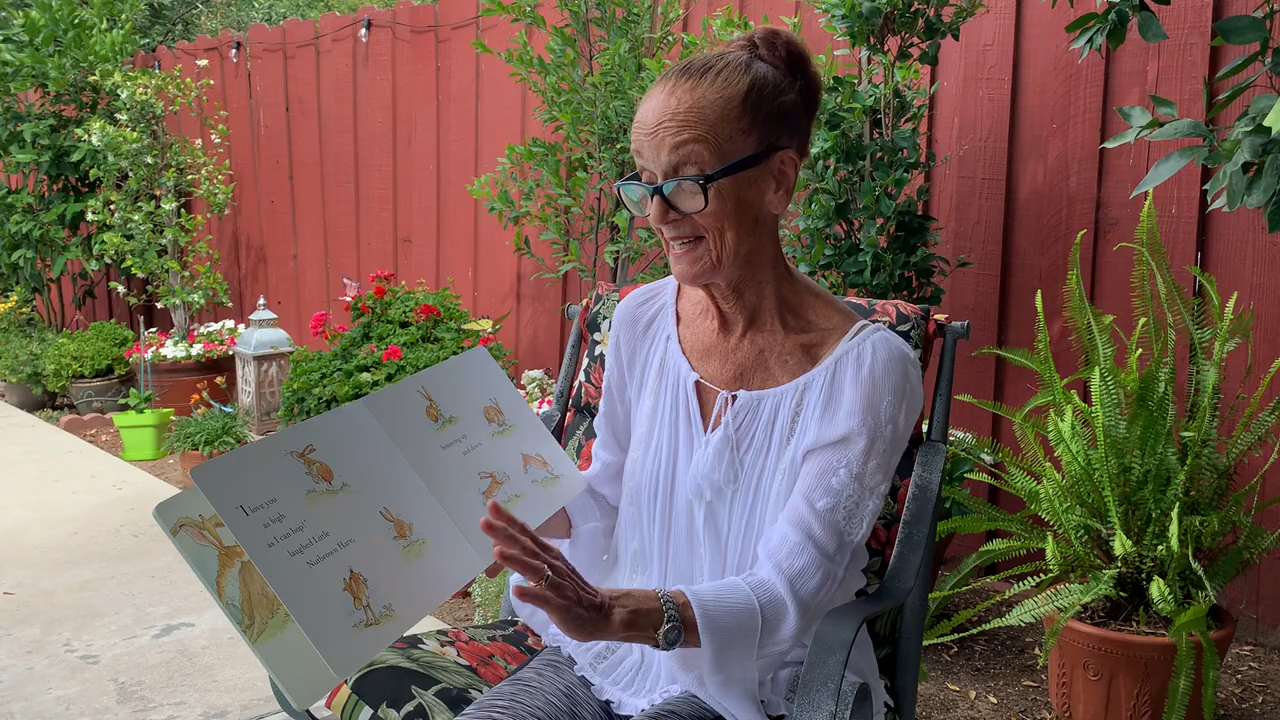 "I love you
as high
as I can hop!"
laughed Little
Nutbrown Hare,
bouncing up
and down.